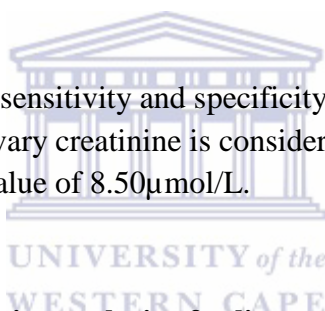 sensitivity and specificity
vary creatinine is consider
alue of 8.50µmol/L.
UNIVERSITY of the
WESTERN CAPE